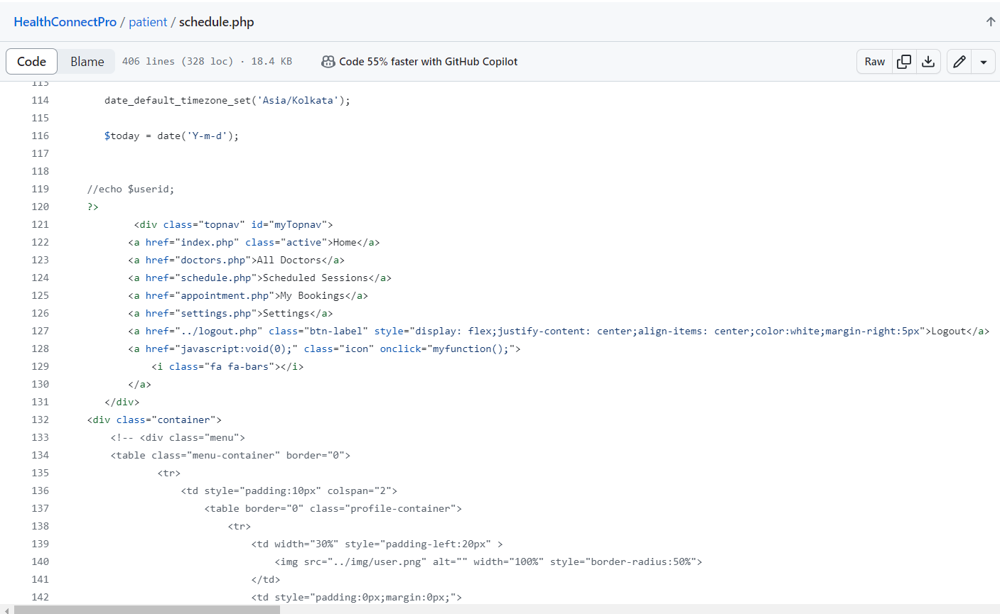 HealthConnectPro / patient / schedule.php
Code Blame 406 lines (328 loc) · 18.4 KB Code 55% faster with GitHub Copilot Raw
113
114 date_default_timezone_set('Asia/Kolkata');
115
116 $today = date('Y-m-d');
117
118
119 //echo $userid;
120 ?>
121 <div class="topnav" id="myTopnav">
122 <a href="index.php" class="active">Home</a>
123 <a href="doctors.php">All Doctors</a>
124 <a href="schedule.php">Scheduled Sessions</a>
125 <a href="appointment.php">My Bookings</a>
126 <a href="settings.php">Settings</a>
127 <a href="../logout.php" class="btn-label" style="display: flex;justify-content: center;align-items: center;color:white;margin-right:5px">Logout</a>
128 <a href="javascript:void(0);" class="icon" onclick="myfunction();">
129 <i class="fa fa-bars"></i>
130 </a>
131 </div>
132 <div class="container">
133 <!-- <div class="menu">
134 <table class="menu-container" border="0">
135 <tr>
136 <td style="padding:10px" colspan="2">
137 <table border="0" class="profile-container">
138 <tr>
139 <td width="30%" style="padding-left:20px" >
140 <img src="../img/user.png" alt="" width="100%" style="border-radius:50%">
141 </td>
142 <td style="padding:0px;margin:0px;">